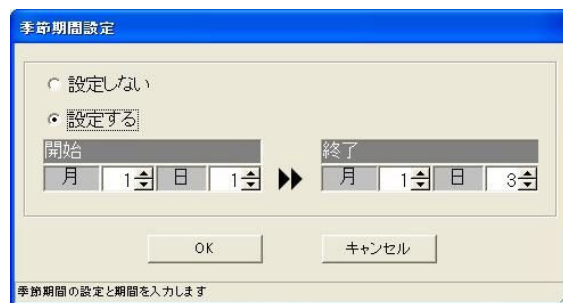 季節期間設定
設定しない
設定する
開始 終了
月 1 日 1 月 1 日 3
OK キャンセル
季節期間の設定と期間を入力します